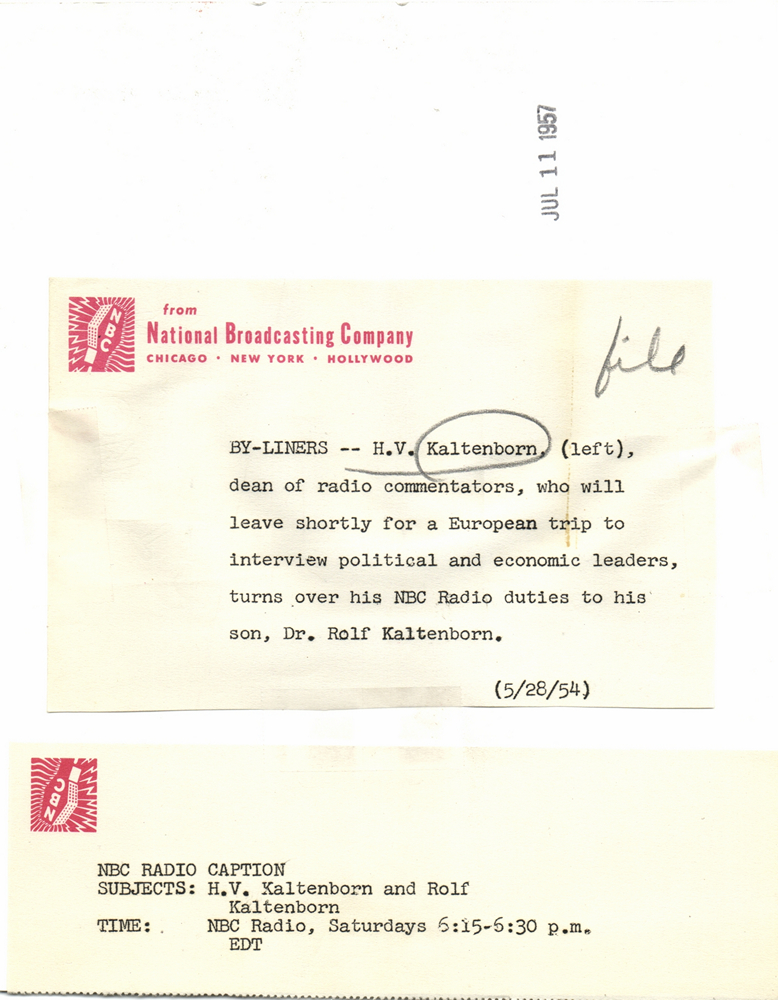 JUL 11 1957
NBC
from
National Broadcasting Company
CHICAGO · NEW YORK · HOLLYWOOD
file
BY-LINERS -- H.V. Kaltenborn, (left),
dean of radio commentators, who will
leave shortly for a European trip to
interview political and economic leaders,
turns over his NBC Radio duties to his
son, Dr. Rolf Kaltenborn.
(5/28/54)
NBC
NBC RADIO CAPTION
SUBJECTS: H.V. Kaltenborn and Rolf
Kaltenborn
TIME: . NBC Radio, Saturdays 6:15-6:30 p.m.
EDT